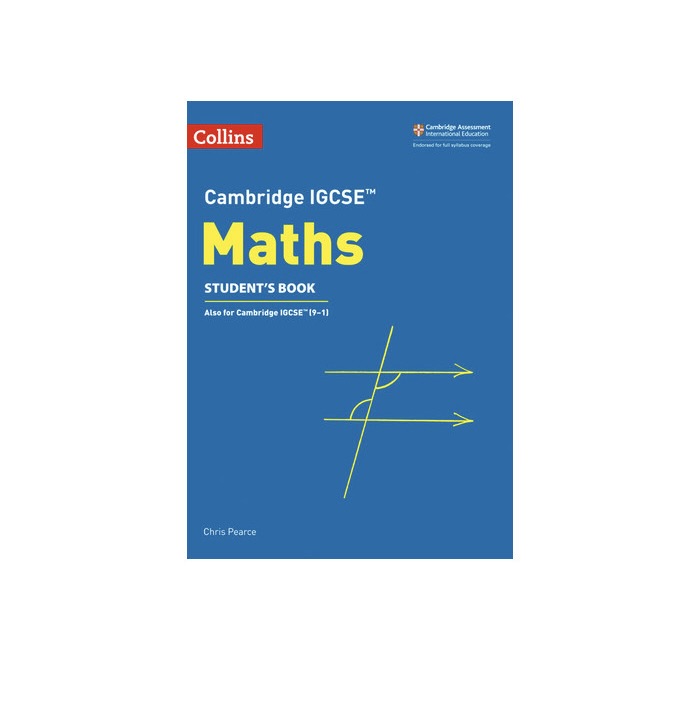 Collins
Cambridge Assessment
International Education
Endorsed for full syllabus coverage
Cambridge IGCSE™
Maths
STUDENT'S BOOK
Also for Cambridge IGCSE™ (9–1)
Chris Pearce